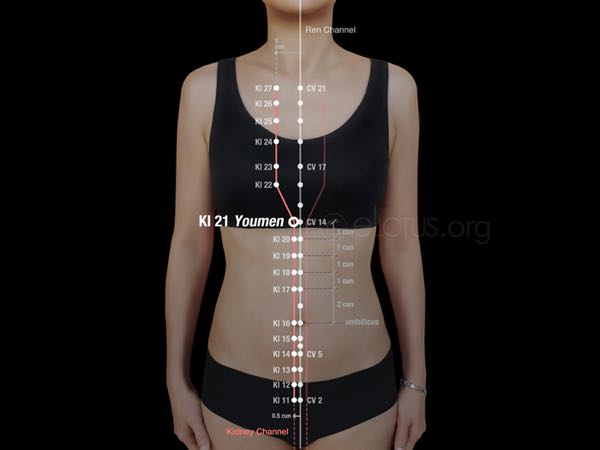 Ren Channel
2
cun
KI 27
CV 21
KI 26
KI 25
KI 24
KI 23
CV 17
KI 22
KI 21 Youmen
CV 14
© eLotus.org
KI 20
1 cun
KI 19
1 cun
KI 18
1 cun
KI 17
1 cun
2 cun
KI 16
umbilicus
KI 15
KI 14
CV 5
KI 13
KI 12
KI 11
CV 2
0.5 cun
Kidney Channel